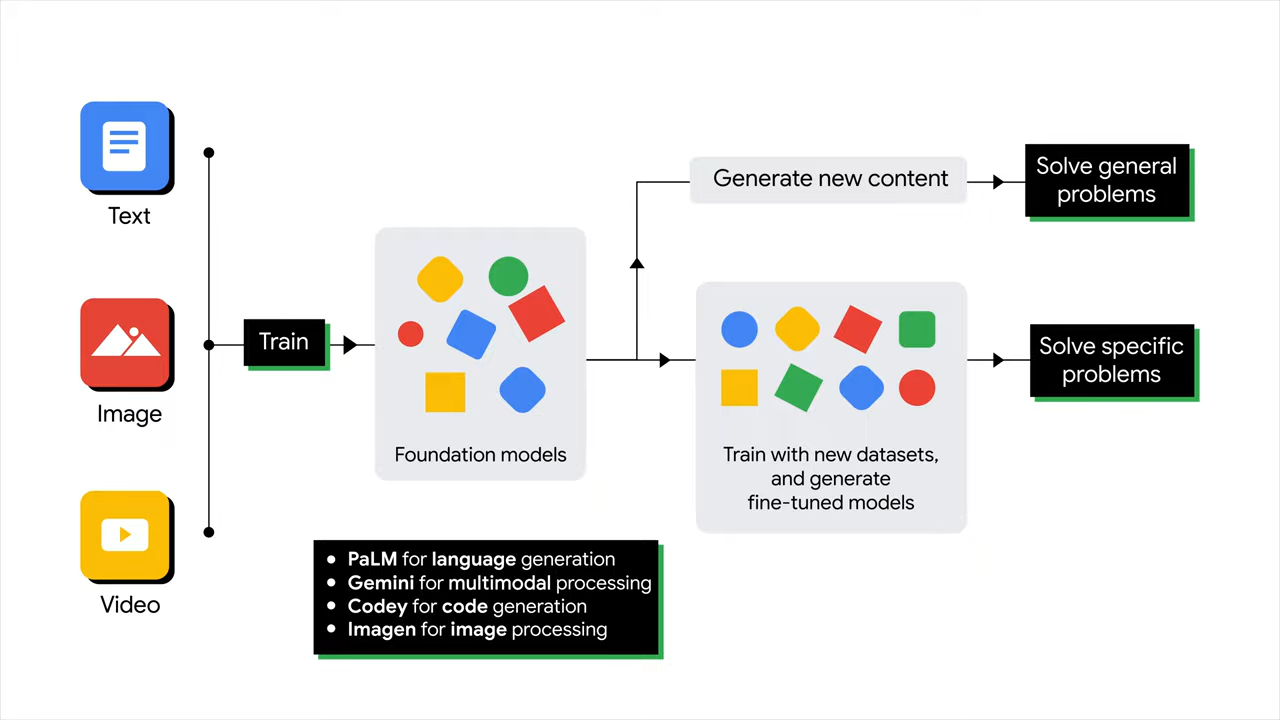 Text
Image
Video
Train
Foundation models
Generate new content
Solve general
problems
Train with new datasets,
and generate
fine-tuned models
Solve specific
problems
• PaLM for language generation
• Gemini for multimodal processing
• Codey for code generation
• Imagen for image processing